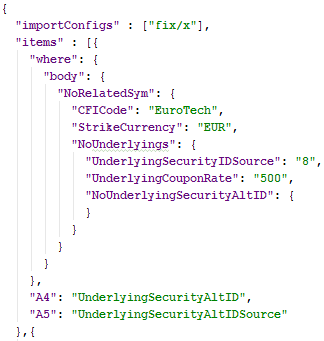 {
"importConfigs" : ["fix/x"],
"items" : [{
"where": {
"body": {
"NoRelatedSym": {
"CFICode": "EuroTech",
"StrikeCurrency": "EUR",
"NoUnderlyings": {
"UnderlyingSecurityIDSource": "8",
"UnderlyingCouponRate": "500",
"NoUnderlyingSecurityAltID": {
}
}
}
}
},
"A4": "UnderlyingSecurityAltID",
"A5": "UnderlyingSecurityAltIDSource"
},{